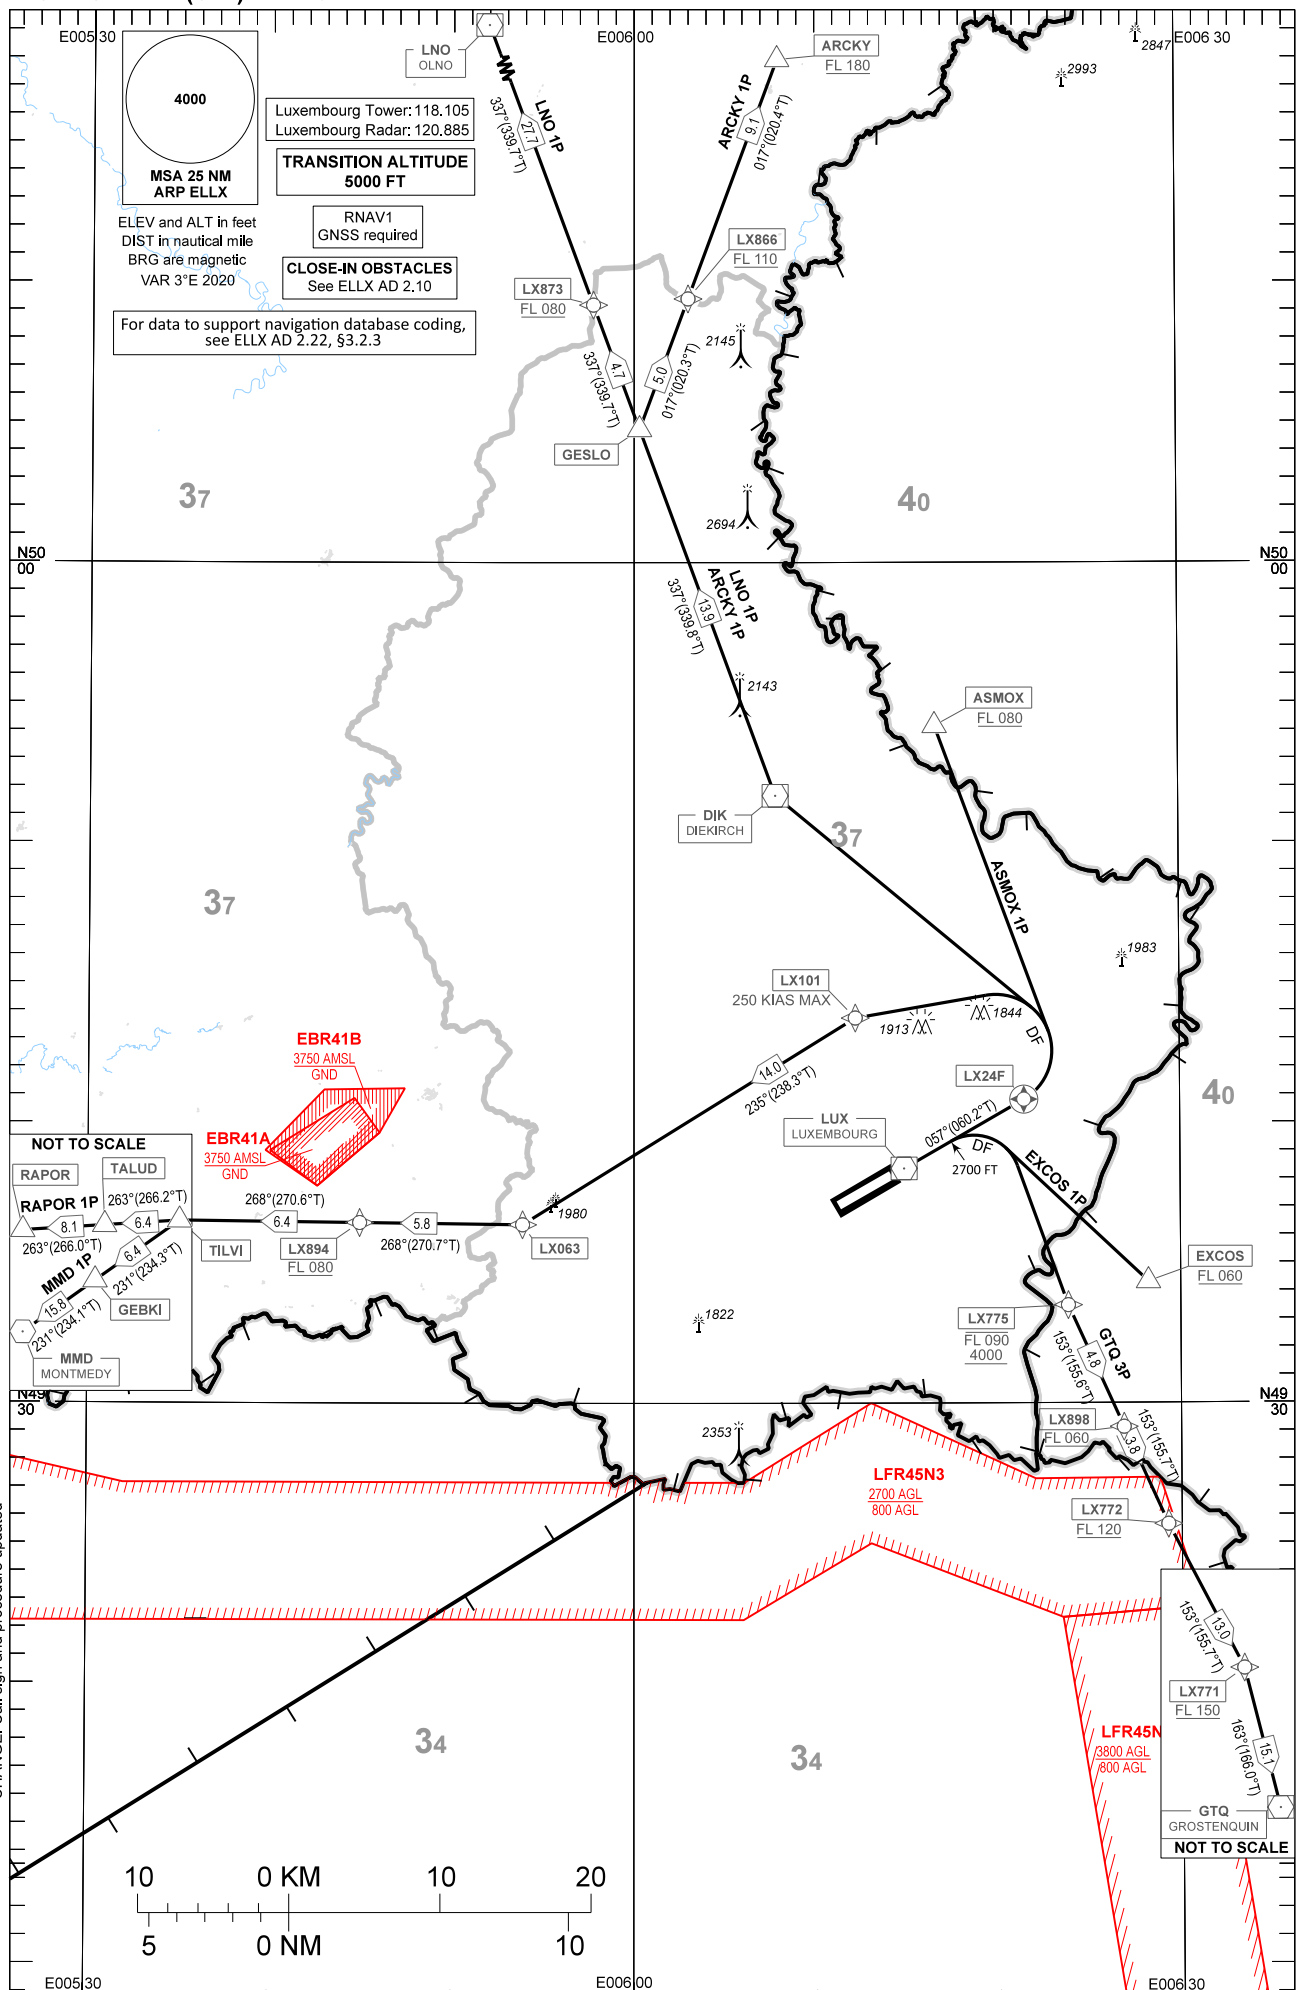 E005 30
E006 00
E006 30
LNO
OLNO
ARCKY
FL 180
2847
2993
4000
MSA 25 NM
ARP ELLX
Luxembourg Tower: 118.105
Luxembourg Radar: 120.885
TRANSITION ALTITUDE
5000 FT
RNAV1
GNSS required
CLOSE-IN OBSTACLES
See ELLX AD 2.10
ELEV and ALT in feet
DIST in nautical mile
BRG are magnetic
VAR 3°E 2020
For data to support navigation database coding,
see ELLX AD 2.22, §3.2.3
LNO 1P
27.7
337°(339.7°T)
ARCKY 1P
9.1
017°(020.4°T)
LX866
FL 110
LX873
FL 080
4.7
337°(339.7°T)
5.0
017°(020.3°T)
2145
GESLO
37
40
2694
N50
00
N50
00
LNO 1P
ARCKY 1P
13.9
337°(339.8°T)
2143
ASMOX
FL 080
DIK
DIEKIRCH
37
37
ASMOX 1P
1983
LX101
250 KIAS MAX
1913
1844
DF
14.0
235°(238.3°T)
LX24F
057°(060.2°T)
LUX
LUXEMBOURG
DF
2700 FT
EXCOS 1P
40
EBR41B
3750 AMSL
GND
EBR41A
3750 AMSL
GND
NOT TO SCALE
RAPOR
TALUD
RAPOR 1P
263°(266.2°T)
8.1
6.4
263°(266.0°T)
TILVI
MMD 1P
6.4
231°(234.3°T)
GEBKI
15.8
231°(234.1°T)
MMD
MONTMEDY
268°(270.6°T)
6.4
LX894
FL 080
5.8
268°(270.7°T)
LX063
1980
EXCOS
FL 060
1822
LX775
FL 090
4000
GTQ 3P
4.8
153°(155.6°T)
N49
30
N49
30
LX898
FL 060
3.8
153°(155.7°T)
2353
LFR45N3
2700 AGL
800 AGL
LX772
FL 120
13.0
153°(155.7°T)
LX771
FL 150
15.1
163°(166.0°T)
GTQ
GROSTENQUIN
NOT TO SCALE
LFR45N
3800 AGL
800 AGL
34
34
10
0 KM
10
20
5
0 NM
10
E005 30
E006 00
E006 30